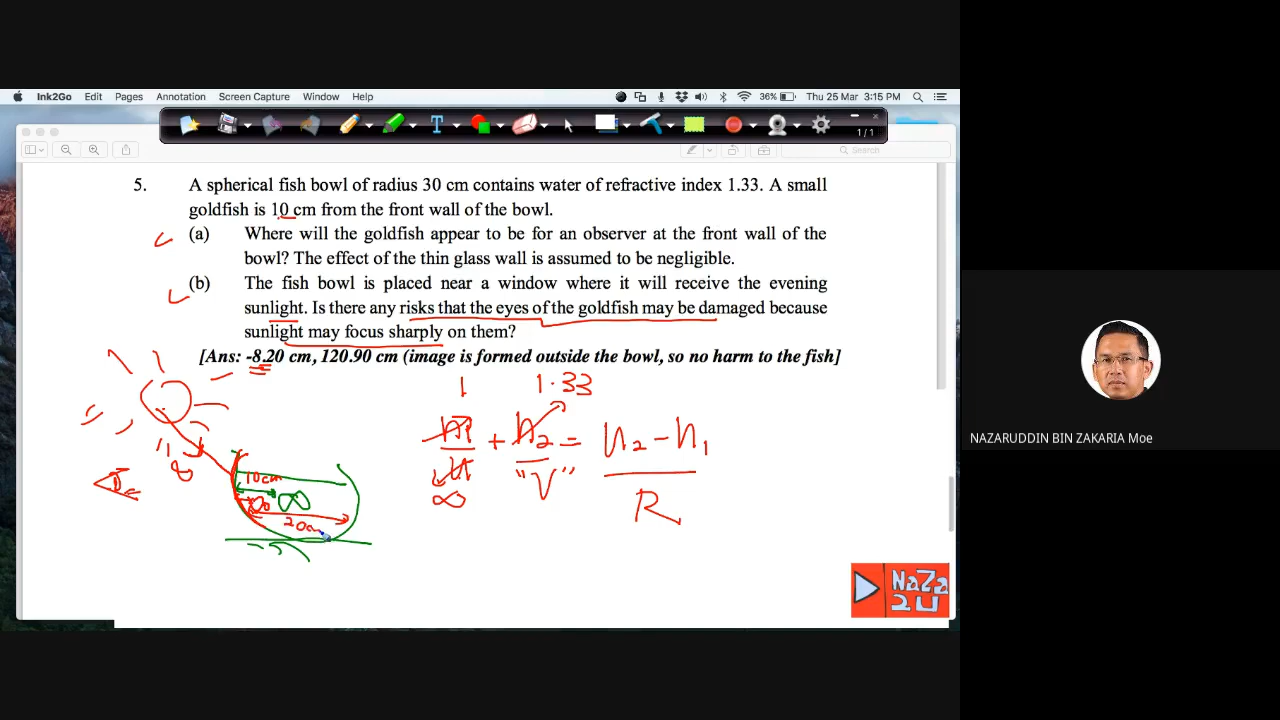 Ink2Go Edit Pages Annotation Screen Capture Window Help 36% Thu 25 Mar 3:15 PM
1/1
Search
5. A spherical fish bowl of radius 30 cm contains water of refractive index 1.33. A small
goldfish is 10 cm from the front wall of the bowl.
(a) Where will the goldfish appear to be for an observer at the front wall of the
bowl? The effect of the thin glass wall is assumed to be negligible.
(b) The fish bowl is placed near a window where it will receive the evening
sunlight. Is there any risks that the eyes of the goldfish may be damaged because
sunlight may focus sharply on them?
[Ans: -8.20 cm, 120.90 cm (image is formed outside the bowl, so no harm to the fish]
1 1.33
n1/u + n2/"V" = n2 - n1/R
∞
∞
10cm
20cm
NaZa
2U
NAZARUDDIN BIN ZAKARIA Moe